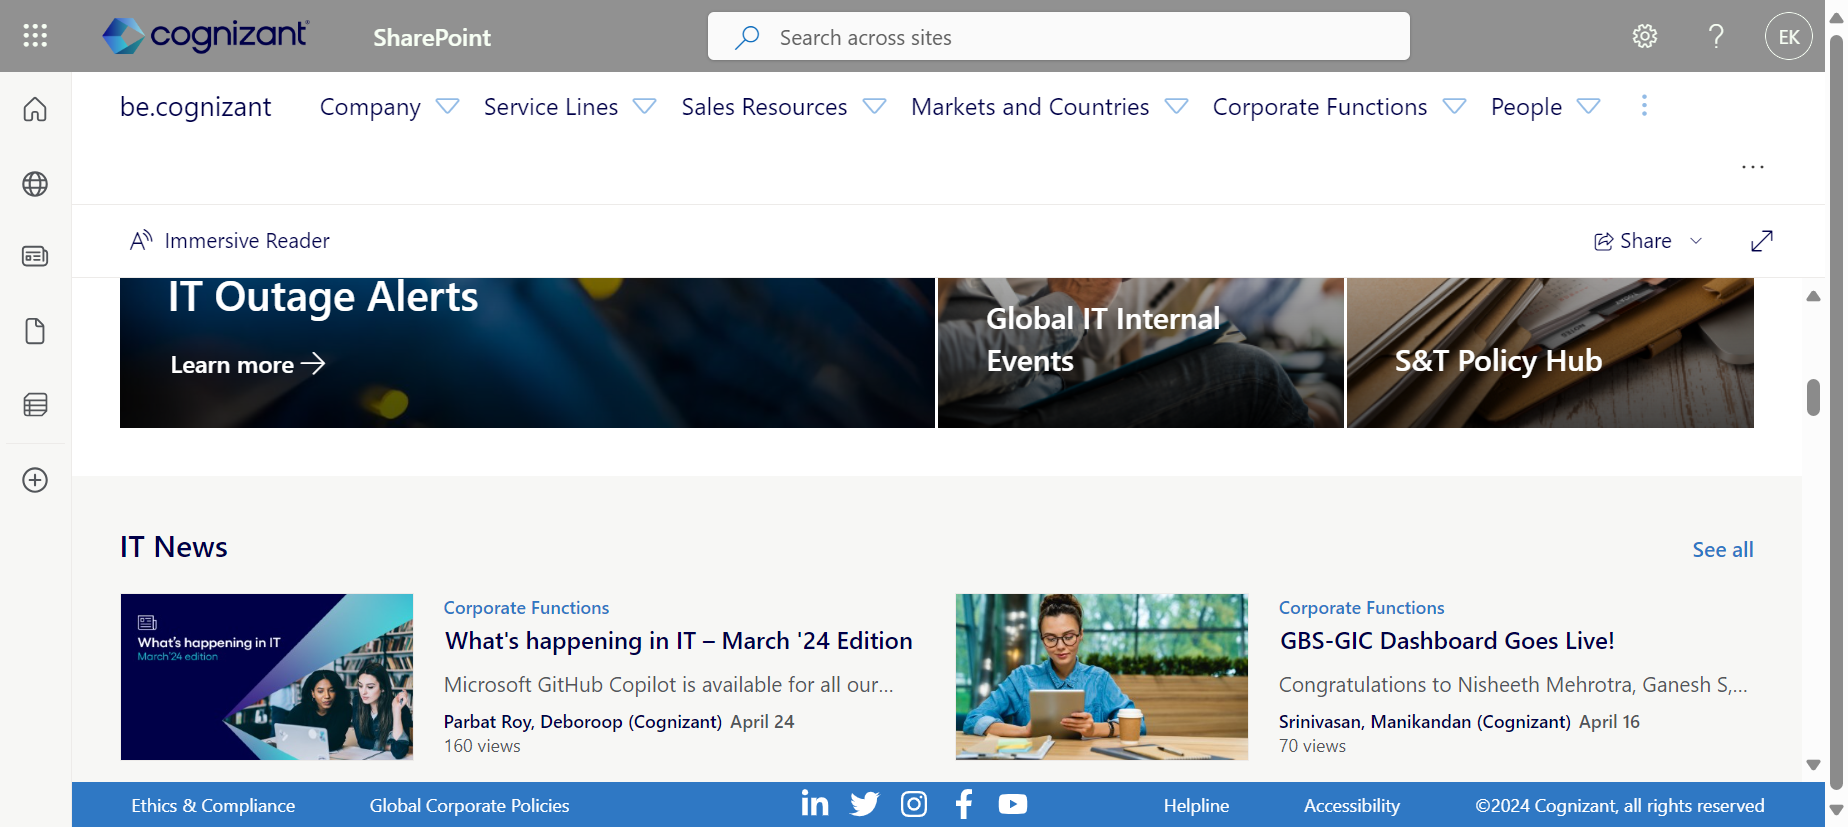 cognizant
SharePoint
Search across sites
EK
be.cognizant
Company
Service Lines
Sales Resources
Markets and Countries
Corporate Functions
People
Immersive Reader
Share
IT Outage Alerts
Learn more
Global IT Internal
Events
S&T Policy Hub
IT News
See all
What's happening in IT
March'24 edition
Corporate Functions
What's happening in IT – March '24 Edition
Microsoft GitHub Copilot is available for all our...
Parbat Roy, Deboroop (Cognizant) April 24
160 views
Corporate Functions
GBS-GIC Dashboard Goes Live!
Congratulations to Nisheeth Mehrotra, Ganesh S,...
Srinivasan, Manikandan (Cognizant) April 16
70 views
Ethics & Compliance
Global Corporate Policies
Helpline
Accessibility
©2024 Cognizant, all rights reserved